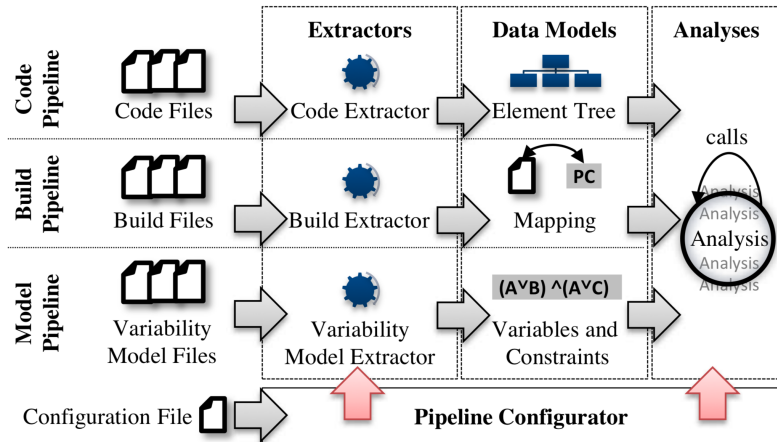 Extractors
Data Models
Analyses
Code
Pipeline
Code Files
Code Extractor
Element Tree
calls
Build
Pipeline
Build Files
Build Extractor
PC
Mapping
Analysis
Analysis
Analysis
Analysis
Analysis
Model
Pipeline
Variability
Model Files
Variability
Model Extractor
(A∨B) ^(A∨C)
Variables and
Constraints
Configuration File
Pipeline Configurator